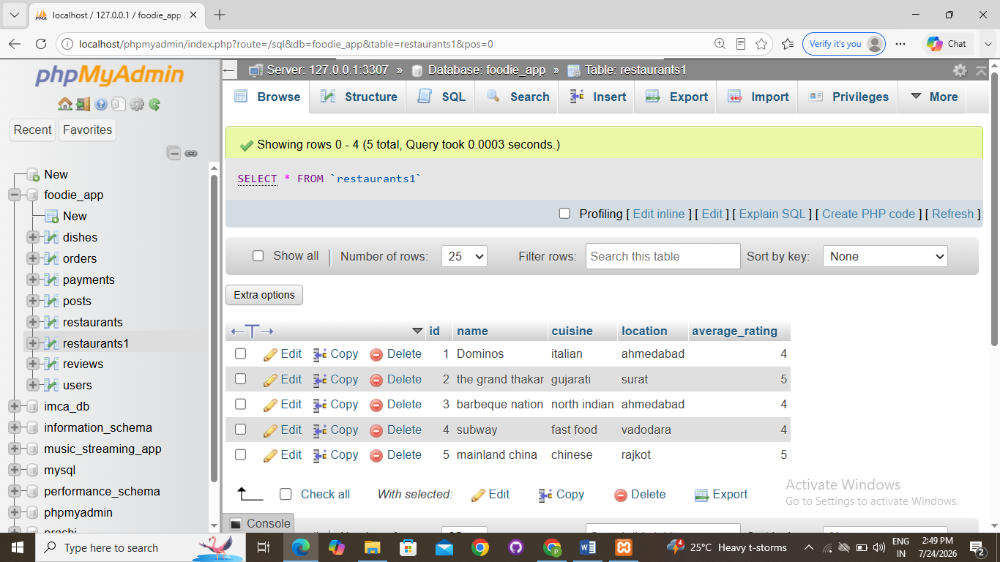 localhost / 127.0.0.1 / foodie_app
localhost/phpmyadmin/index.php?route=/sql&db=foodie_app&table=restaurants1&pos=0
Verify it's you
Chat
phpMyAdmin
Recent
Favorites
New
foodie_app
New
dishes
orders
payments
posts
restaurants
restaurants1
reviews
users
imca_db
information_schema
music_streaming_app
mysql
performance_schema
phpmyadmin
prachi
Server: 127.0.0.1:3307 » Database: foodie_app » Table: restaurants1
Browse Structure SQL Search Insert Export Import Privileges More
Showing rows 0 - 4 (5 total, Query took 0.0003 seconds.)
SELECT * FROM `restaurants1`
Profiling [ Edit inline ] [ Edit ] [ Explain SQL ] [ Create PHP code ] [ Refresh ]
Show all Number of rows: 25 Filter rows: Search this table Sort by key: None
Extra options
id name cuisine location average_rating
Edit Copy Delete 1 Dominos italian ahmedabad 4
Edit Copy Delete 2 the grand thakar gujarati surat 5
Edit Copy Delete 3 barbeque nation north indian ahmedabad 4
Edit Copy Delete 4 subway fast food vadodara 4
Edit Copy Delete 5 mainland china chinese rajkot 5
Check all With selected: Edit Copy Delete Export
Activate Windows
Go to Settings to activate Windows.
Console
Type here to search
25°C Heavy t-storms
ENG
IN
2:49 PM
7/24/2026
2